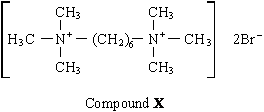 CH₃ CH₃
H₃C — N⁺ — (CH₂)₆ — N⁺ — CH₃ 2Br⁻
CH₃ CH₃
Compound X